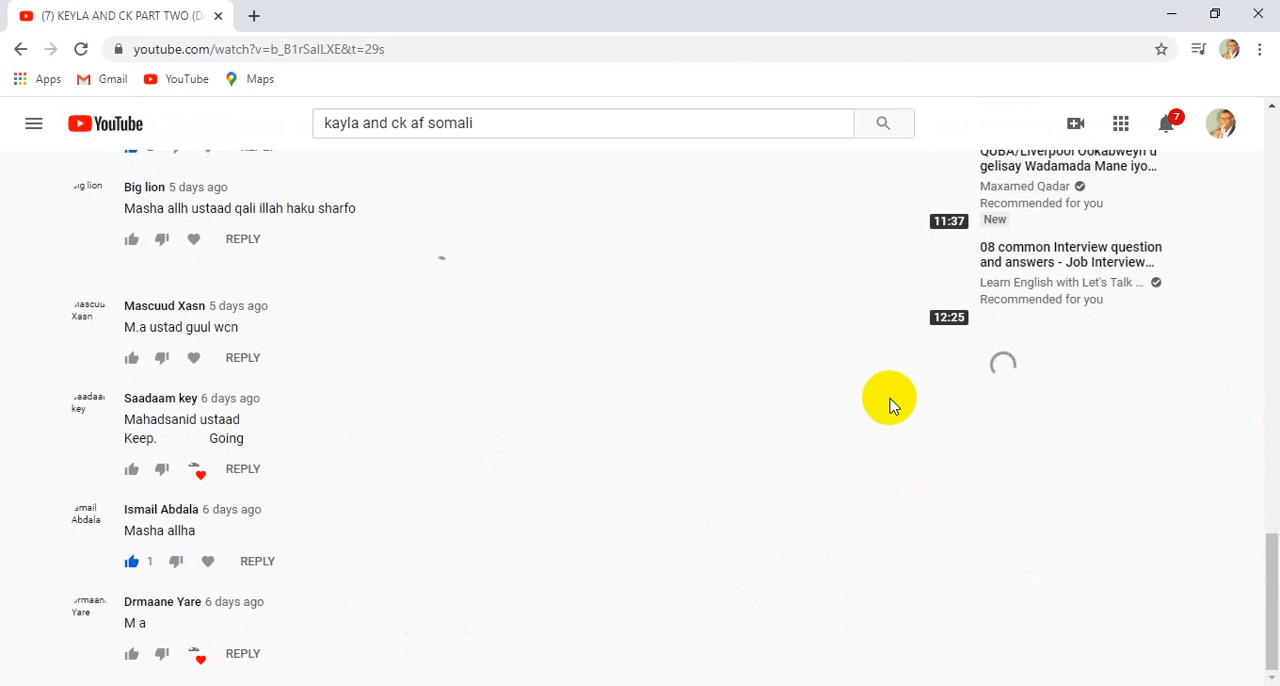 (7) KEYLA AND CK PART TWO (D
youtube.com/watch?v=b_B1rSaILXE&t=29s
Apps Gmail YouTube Maps
YouTube
kayla and ck af somali
7
Big lion 5 days ago
Masha allh ustaad qali illah haku sharfo
REPLY
Mascuud Xasn 5 days ago
M.a ustad guul wcn
REPLY
Saadaam key 6 days ago
Mahadsanid ustaad
Keep. Going
REPLY
Ismail Abdala 6 days ago
Masha allha
1 REPLY
Drmaane Yare 6 days ago
M a
REPLY
QUBA/Liverpool Ookabweyn u
gelisay Wadamada Mane iyo...
Maxamed Qadar
Recommended for you
New
11:37
08 common Interview question
and answers - Job Interview...
Learn English with Let's Talk ...
Recommended for you
12:25